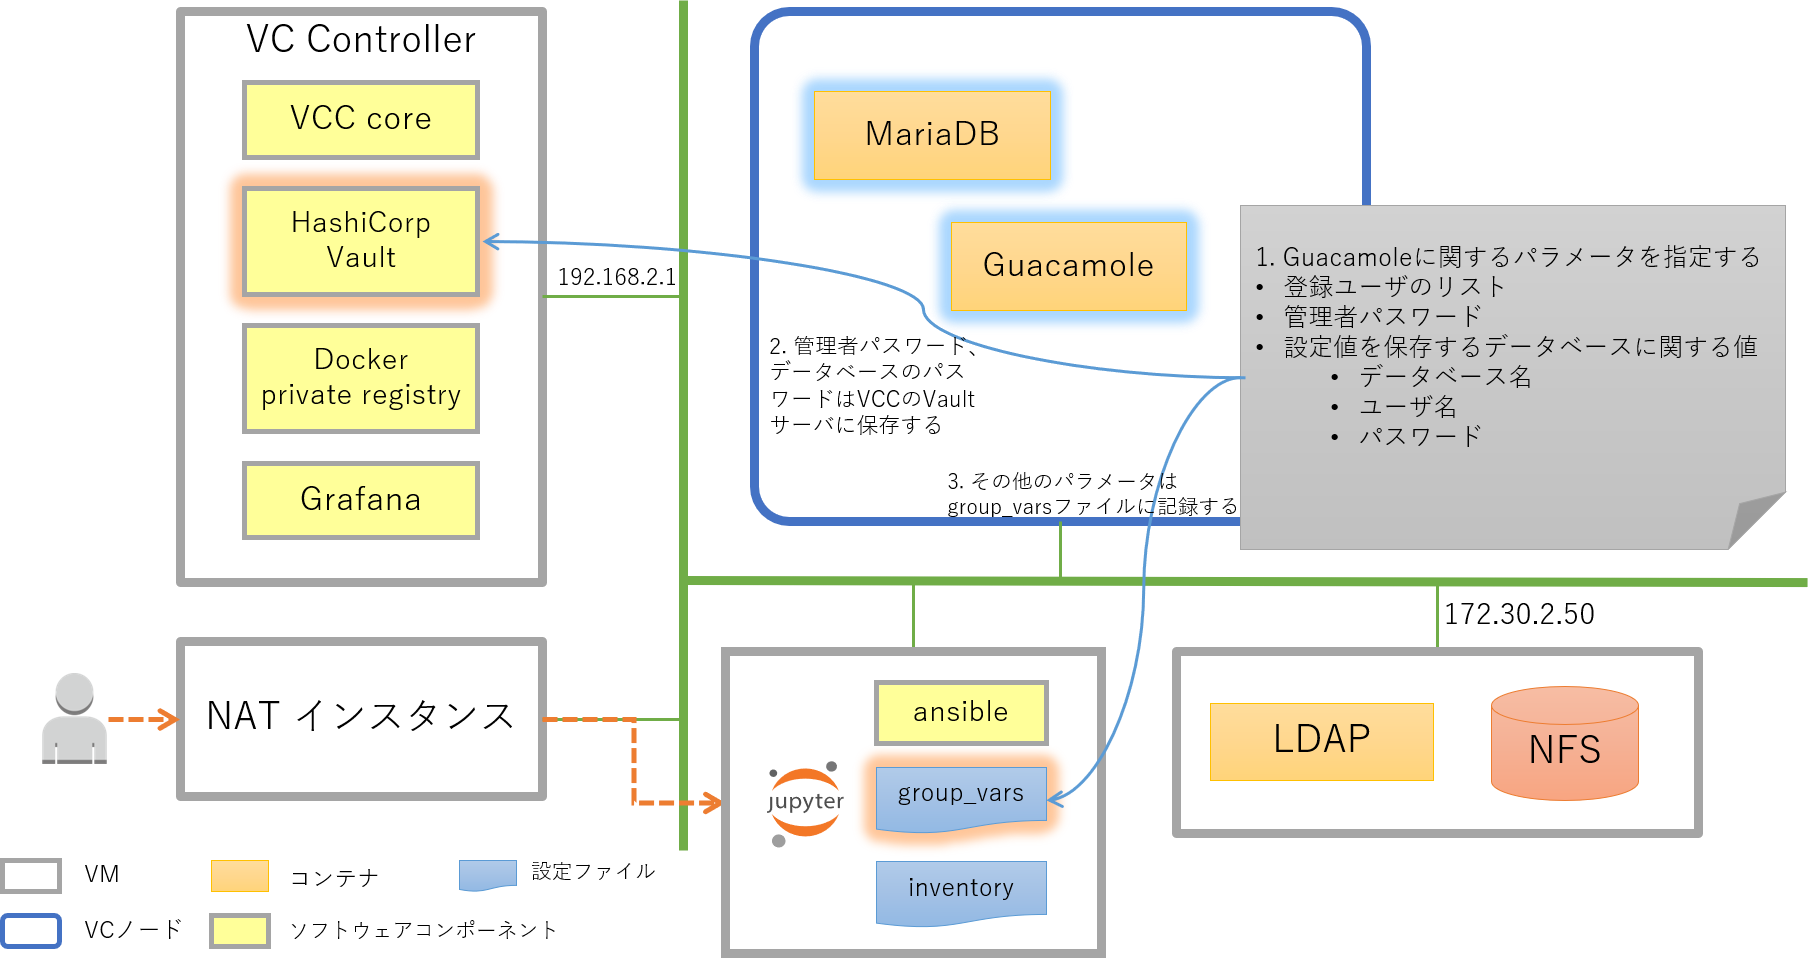 VC Controller
VCC core
HashiCorp
Vault
Docker
private registry
Grafana
192.168.2.1
MariaDB
Guacamole
1. Guacamoleに関するパラメータを指定する
• 登録ユーザのリスト
• 管理者パスワード
• 設定値を保存するデータベースに関する値
• データベース名
• ユーザ名
• パスワード
2. 管理者パスワード、
データベースのパス
ワードはVCCのVault
サーバに保存する
3. その他のパラメータは
group_varsファイルに記録する
172.30.2.50
NAT インスタンス
ansible
jupyter
group_vars
inventory
LDAP
NFS
VM
コンテナ
設定ファイル
VCノード
ソフトウェアコンポーネント